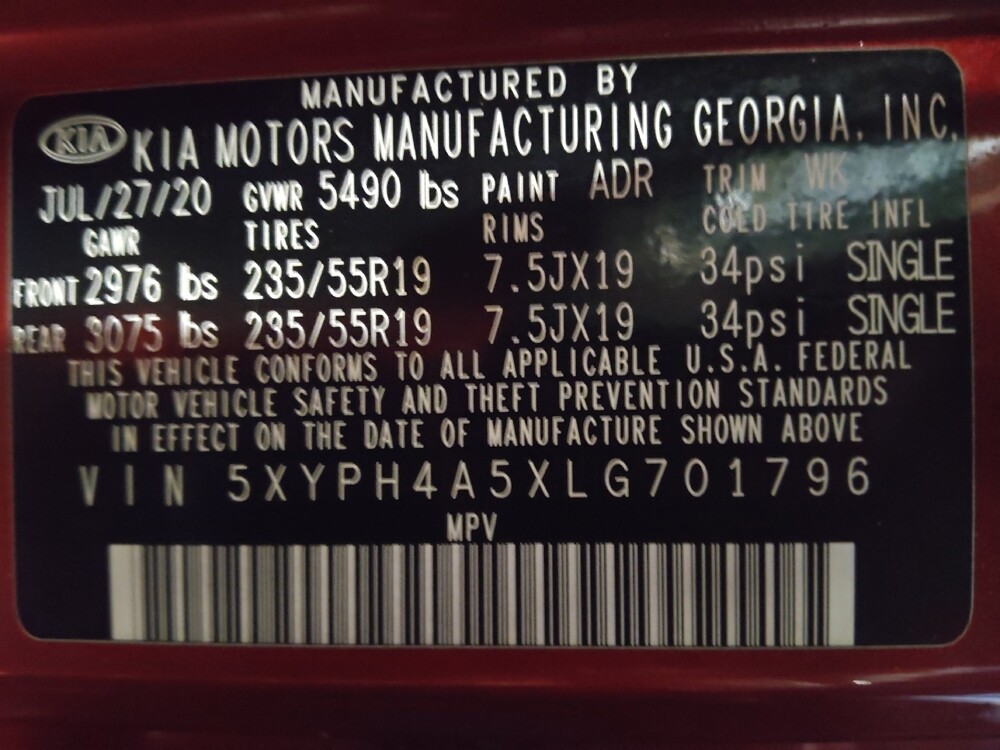 MANUFACTURED BY
KIA KIA MOTORS MANUFACTURING GEORGIA, INC.
JUL/27/20 GVWR 5490 lbs PAINT ADR TRIM WK
GAWR TIRES RIMS COLD TIRE INFL
FRONT 2976 lbs 235/55R19 7.5JX19 34psi SINGLE
REAR 3075 lbs 235/55R19 7.5JX19 34psi SINGLE
THIS VEHICLE CONFORMS TO ALL APPLICABLE U.S.A. FEDERAL
MOTOR VEHICLE SAFETY AND THEFT PREVENTION STANDARDS
IN EFFECT ON THE DATE OF MANUFACTURE SHOWN ABOVE
VIN 5XYPH4A5XLG701796
MPV